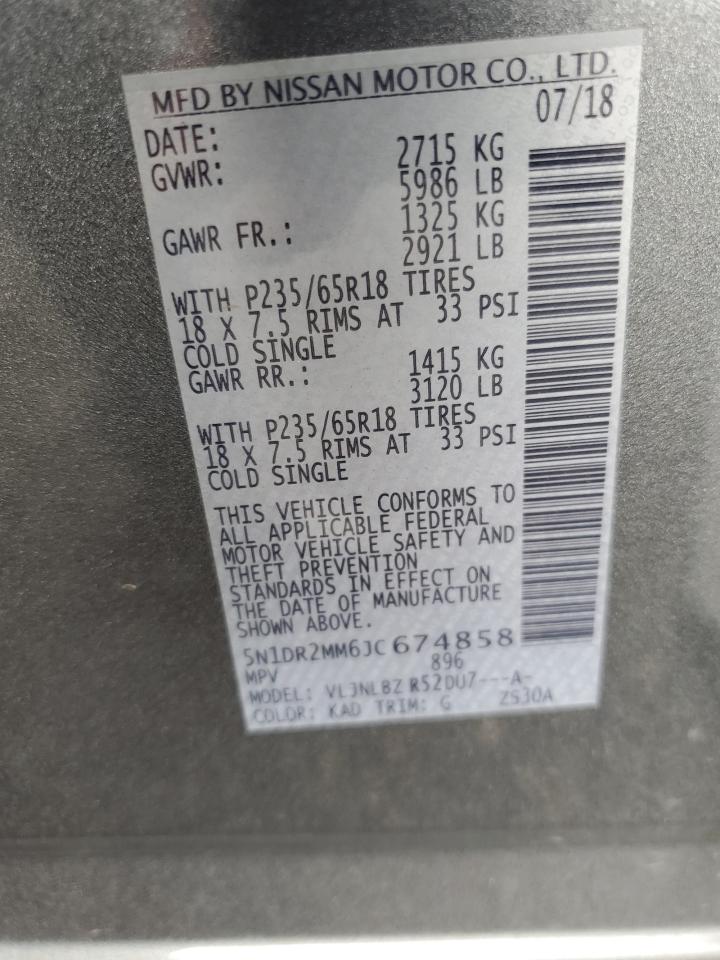 MFD BY NISSAN MOTOR CO., LTD.
DATE: 07/18
GVWR: 2715 KG
5986 LB
GAWR FR.: 1325 KG
2921 LB
WITH P235/65R18 TIRES
18 X 7.5 RIMS AT 33 PSI
COLD SINGLE
GAWR RR.: 1415 KG
3120 LB
WITH P235/65R18 TIRES
18 X 7.5 RIMS AT 33 PSI
COLD SINGLE
THIS VEHICLE CONFORMS TO
ALL APPLICABLE FEDERAL
MOTOR VEHICLE SAFETY AND
THEFT PREVENTION
STANDARDS IN EFFECT ON
THE DATE OF MANUFACTURE
SHOWN ABOVE.
5N1DR2MM6JC674858
MPV 896
MODEL: VL3NLBZ R52DU7---A-
COLOR: KAD TRIM: G ZS30A